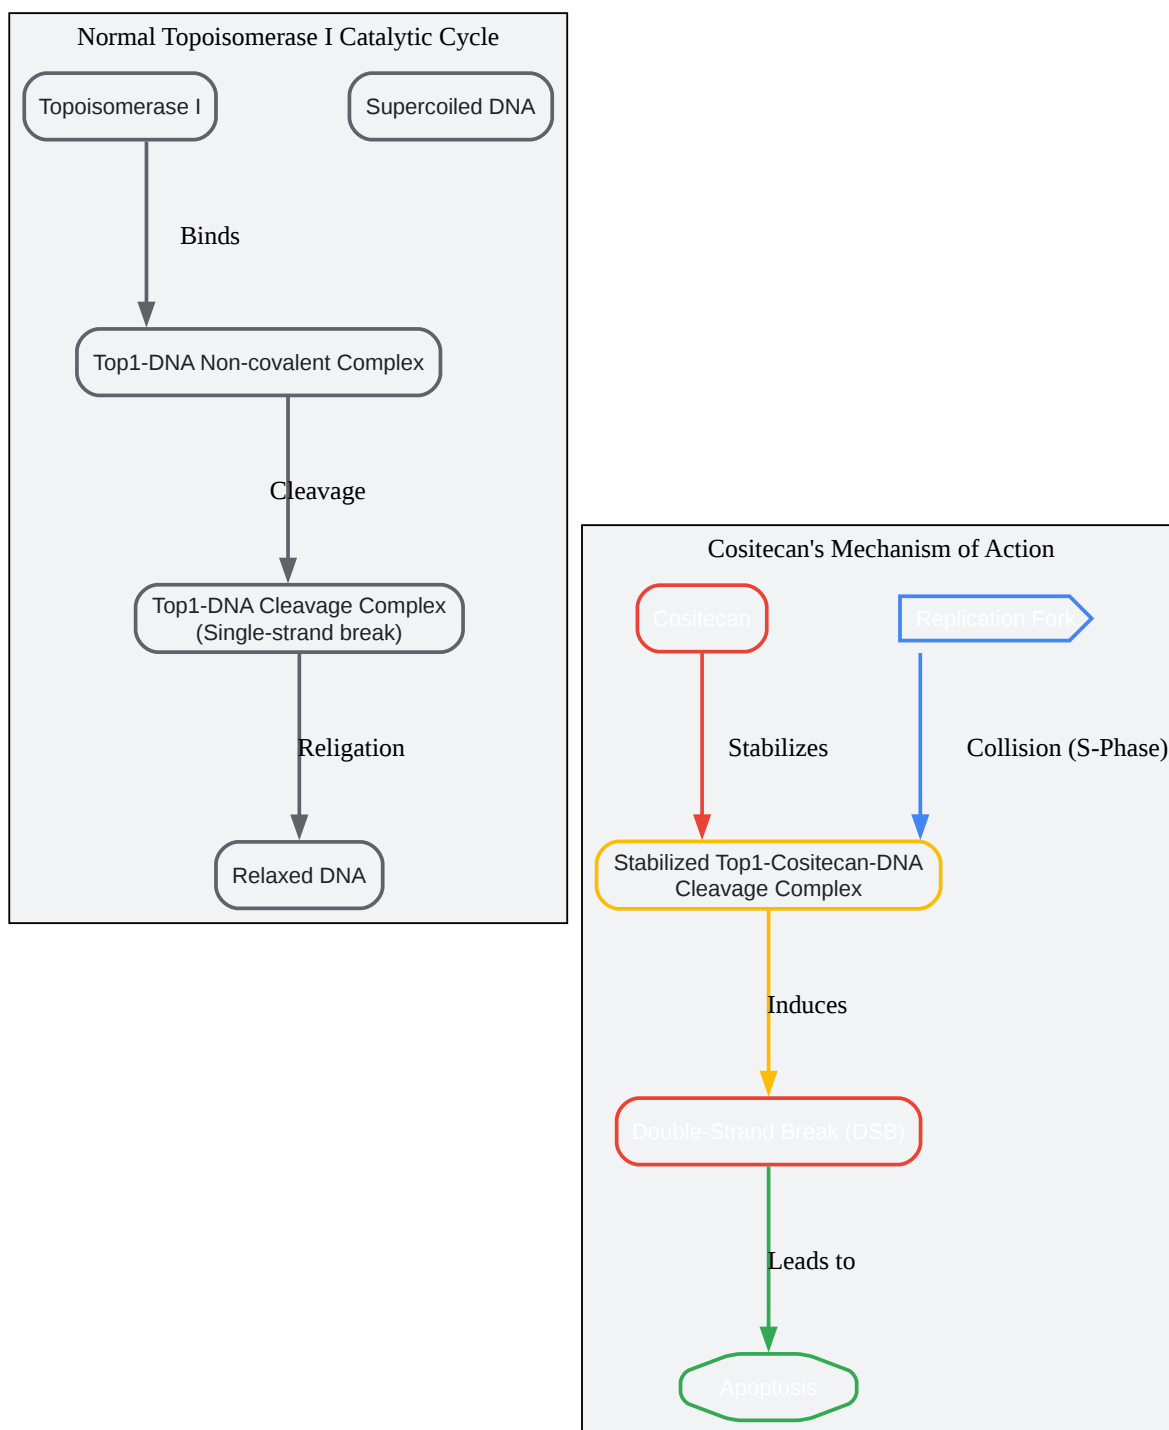 Normal Topoisomerase I Catalytic Cycle
Topoisomerase I
Supercoiled DNA
Binds
Top1-DNA Non-covalent Complex
Cleavage
Top1-DNA Cleavage Complex
(Single-strand break)
Religation
Relaxed DNA
Cositecan's Mechanism of Action
Cositecan
Replication Fork
Stabilizes
Collision (S-Phase)
Stabilized Top1-Cositecan-DNA
Cleavage Complex
Induces
Double-Strand Break (DSB)
Leads to
Apoptosis